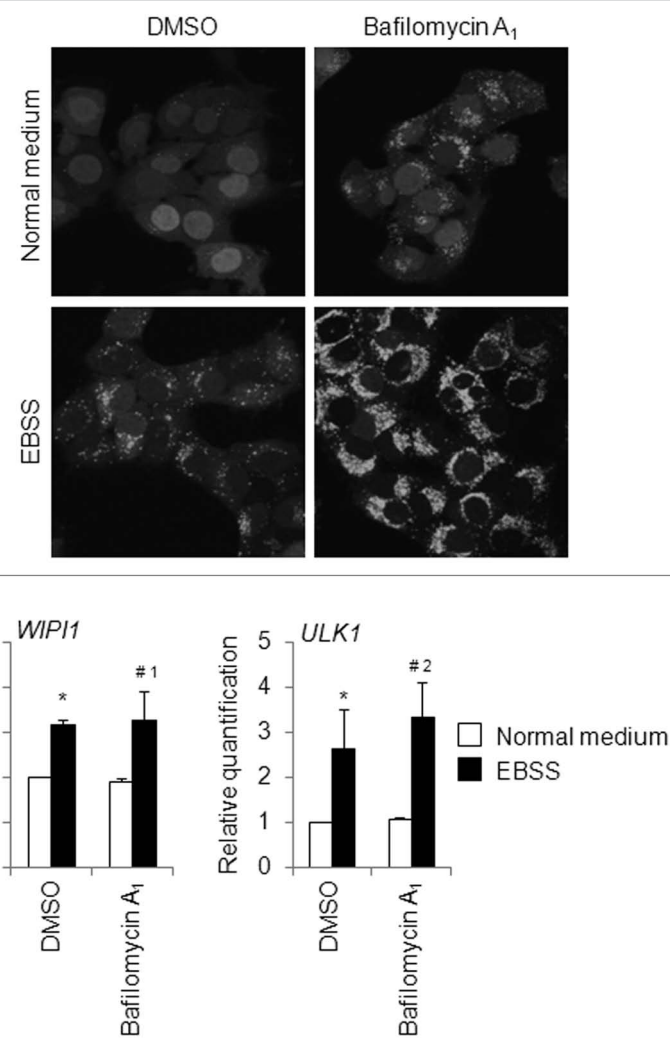 DMSO
Bafilomycin A₁
Normal medium
EBSS
WIPI1
# 1
*
DMSO
Bafilomycin A₁
ULK1
Relative quantification
5
4
3
2
1
0
*
# 2
DMSO
Bafilomycin A₁
Normal medium
EBSS